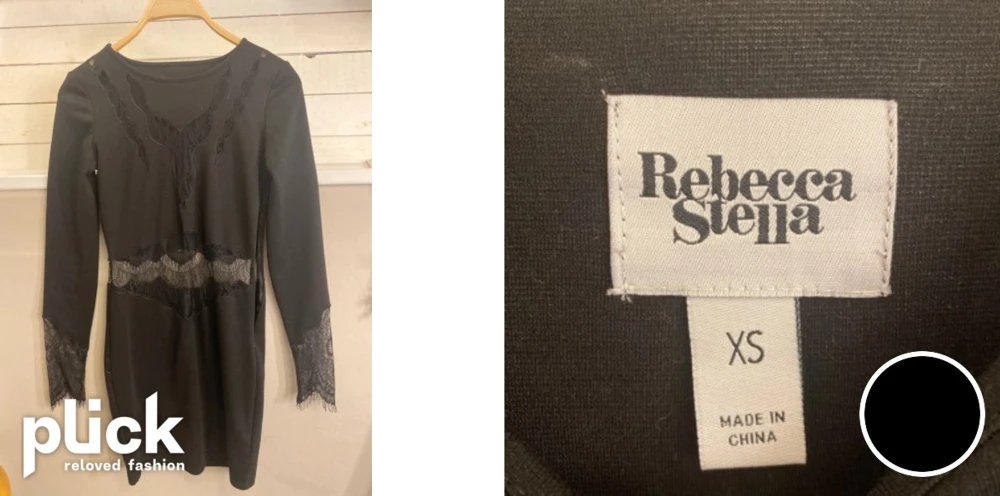 plick
reloved fashion
Rebecca
Stella
XS
MADE IN
CHINA